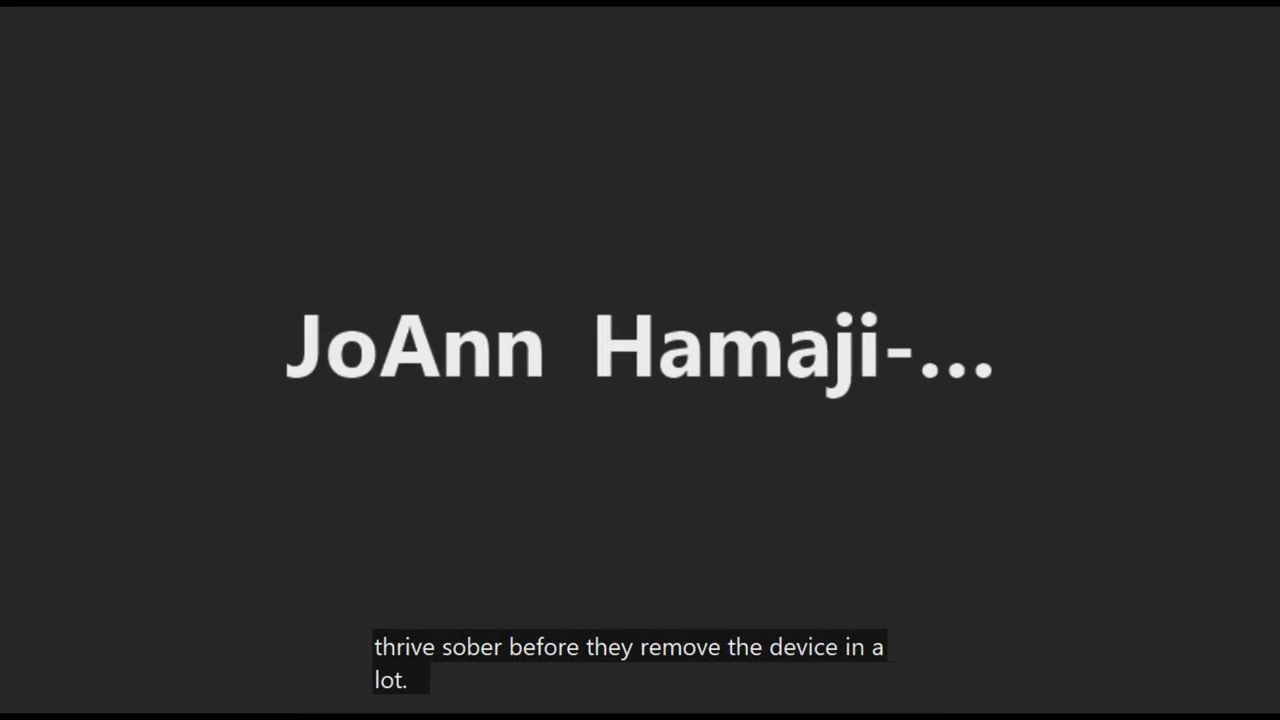 JoAnn Hamaji-...
thrive sober before they remove the device in a
lot.